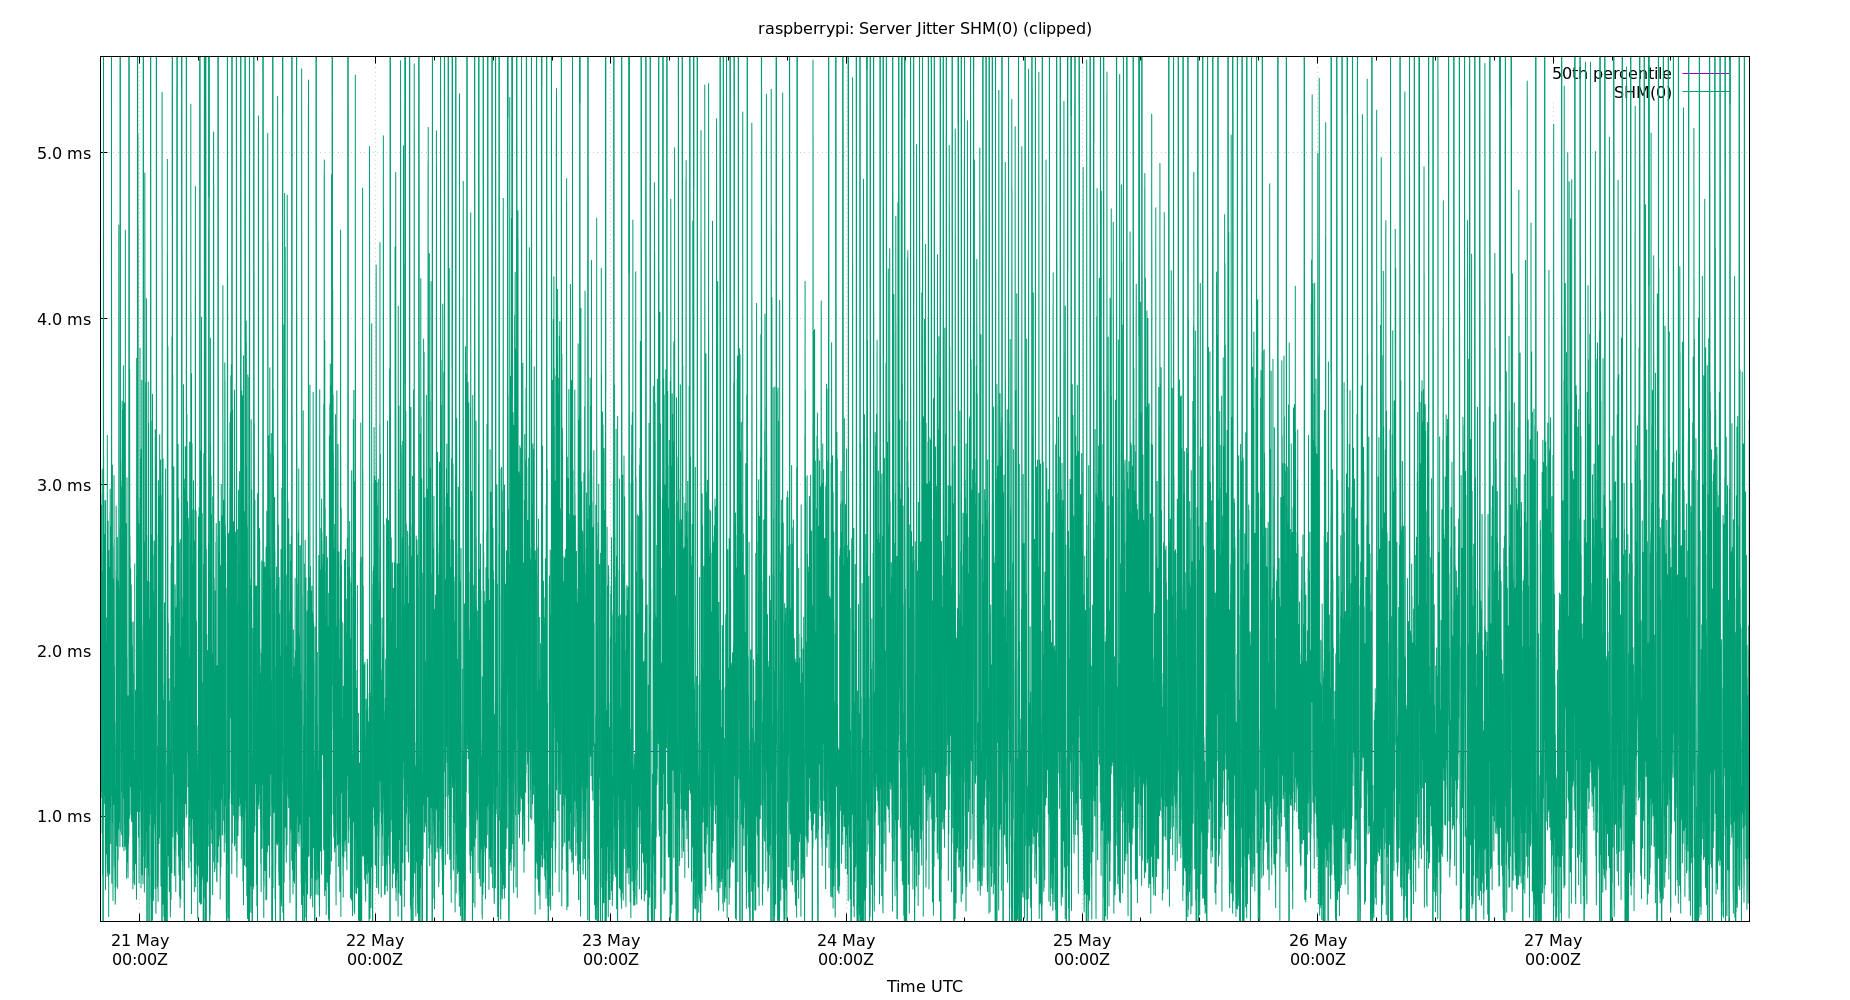 raspberrypi: Server Jitter SHM(0) (clipped)
50th percentile
SHM(0)
5.0 ms
4.0 ms
3.0 ms
2.0 ms
1.0 ms
21 May 22 May 23 May 24 May 25 May 26 May 27 May
00:00Z 00:00Z 00:00Z 00:00Z 00:00Z 00:00Z 00:00Z
Time UTC